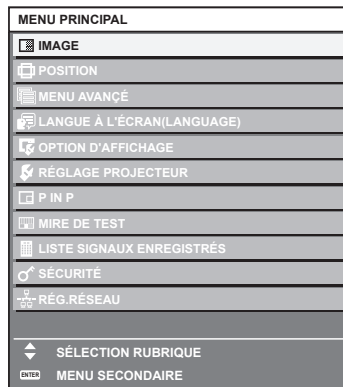 MENU PRINCIPAL
IMAGE
POSITION
MENU AVANÇÉ
LANGUE À L'ÉCRAN(LANGUAGE)
OPTION D'AFFICHAGE
RÉGLAGE PROJECTEUR
P IN P
MIRE DE TEST
LISTE SIGNAUX ENREGISTRÉS
SÉCURITÉ
RÉG.RÉSEAU
SÉLECTION RUBRIQUE
ENTER MENU SECONDAIRE